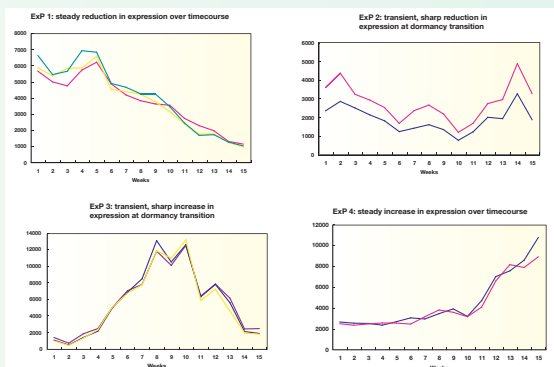 ExP 1: steady reduction in expression over timecourse
8000
7000
6000
5000
4000
3000
2000
1000
0
1 2 3 4 5 6 7 8 9 10 11 12 13 14 15
Weeks
ExP 2: transient, sharp reduction in
expression at dormancy transition
6000
5000
4000
3000
2000
1000
0
1 2 3 4 5 6 7 8 9 10 11 12 13 14 15
Weeks
ExP 3: transient, sharp increase in
expression at dormancy transition
14000
12000
10000
8000
6000
4000
2000
0
1 2 3 4 5 6 7 8 9 10 11 12 13 14 15
Weeks
ExP 4: steady increase in expression over timecourse
12000
10000
8000
6000
4000
2000
0
1 2 3 4 5 6 7 8 9 10 11 12 13 14 15